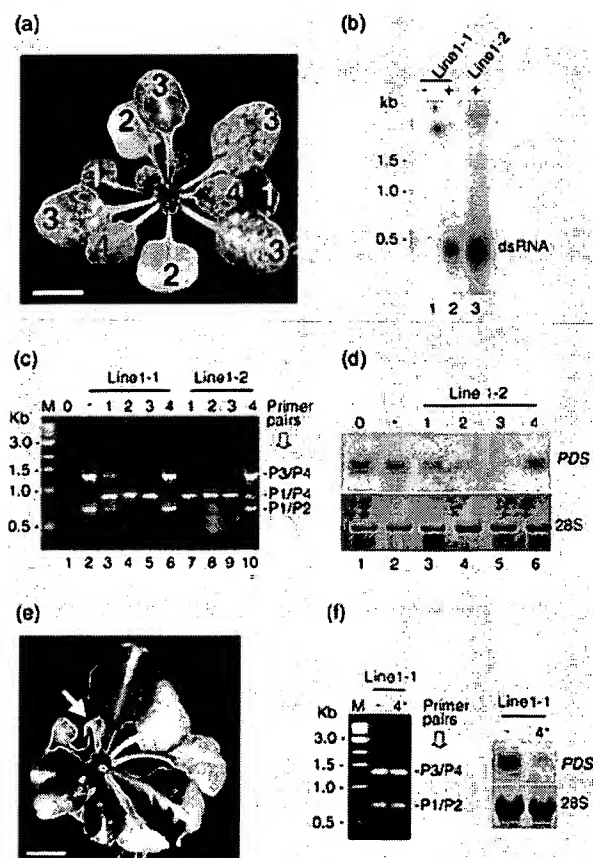 (a)
3
2
3
1
4
1
3
4
3
2
(b)
Line1-1
Line1-2
- + +
kb
1.5 -
1.0 -
0.5 -
dsRNA
1 2 3
(c)
Line1-1 Line1-2
M 0 - 1 2 3 4 1 2 3 4 Primer pairs
Kb
3.0 -
1.5 -
1.0 -
0.5 -
-P3/P4
-P1/P4
-P1/P2
1 2 3 4 5 6 7 8 9 10
(d)
Line 1-2
0 - 1 2 3 4
PDS
28S
1 2 3 4 5 6
(e)
(f)
Line1-1
M - 4* Primer pairs
Kb
3.0 -
1.5 -
1.0 -
0.5 -
-P3/P4
-P1/P2
Line1-1
- 4*
PDS
28S